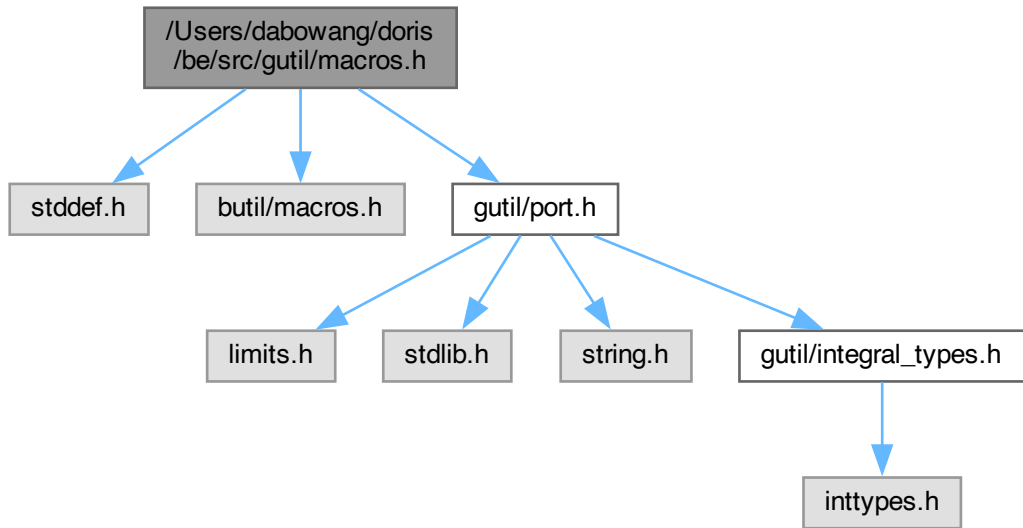 /Users/dabowang/doris
/be/src/gutil/macros.h
stddef.h
butil/macros.h
gutil/port.h
limits.h
stdlib.h
string.h
gutil/integral_types.h
inttypes.h